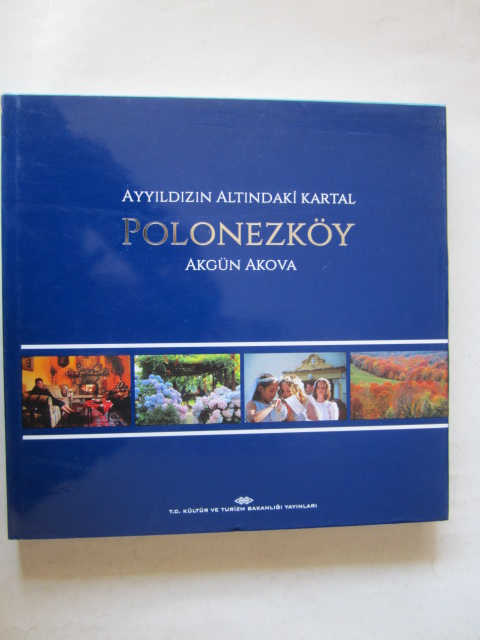 AYYILDIZIN ALTINDAKİ KARTAL
POLONEZKÖY
AKGÜN AKOVA
T.C. KÜLTÜR VE TURİZM BAKANLIĞI YAYINLARI